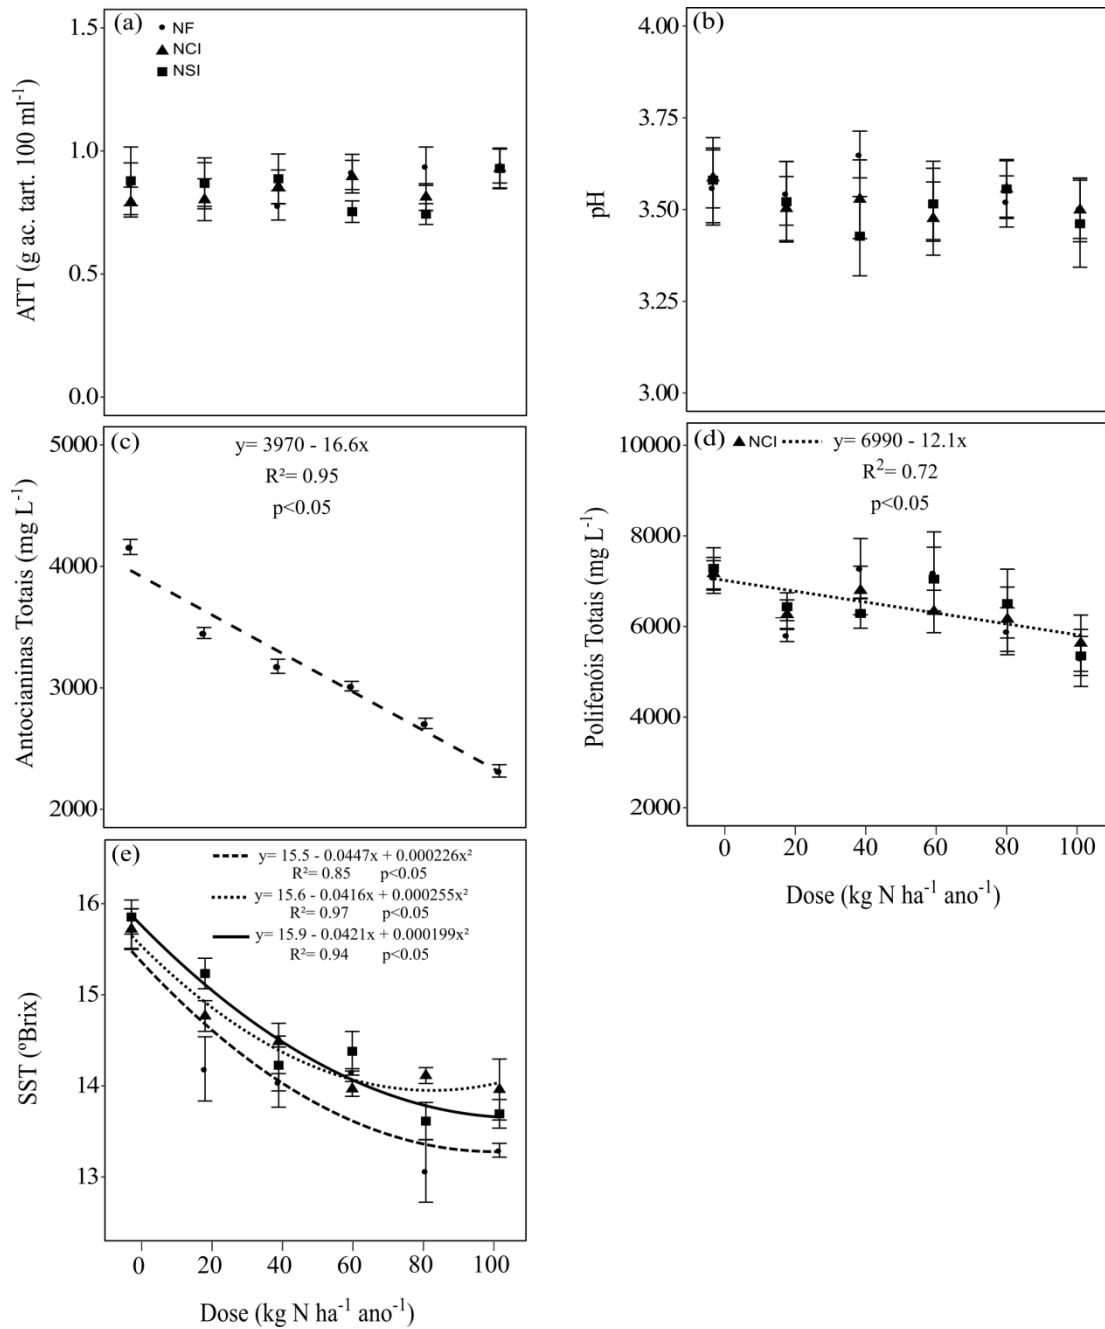 (a)
NF
NCI
NSI
1.5
1.0
0.5
0.0
ATT (g ac. tart. 100 ml⁻¹)
(b)
4.00
3.75
3.50
3.25
3.00
pH
(c)
y= 3970 - 16.6x
R²= 0.95
p<0.05
5000
4000
3000
2000
Antocianinas Totais (mg L⁻¹)
(d)
NCI
y= 6990 - 12.1x
R²= 0.72
p<0.05
10000
8000
6000
4000
2000
Polifenóis Totais (mg L⁻¹)
0 20 40 60 80 100
Dose (kg N ha⁻¹ ano⁻¹)
(e)
y= 15.5 - 0.0447x + 0.000226x²
R²= 0.85 p<0.05
y= 15.6 - 0.0416x + 0.000255x²
R²= 0.97 p<0.05
y= 15.9 - 0.0421x + 0.000199x²
R²= 0.94 p<0.05
16
15
14
13
SST (ºBrix)
0 20 40 60 80 100
Dose (kg N ha⁻¹ ano⁻¹)